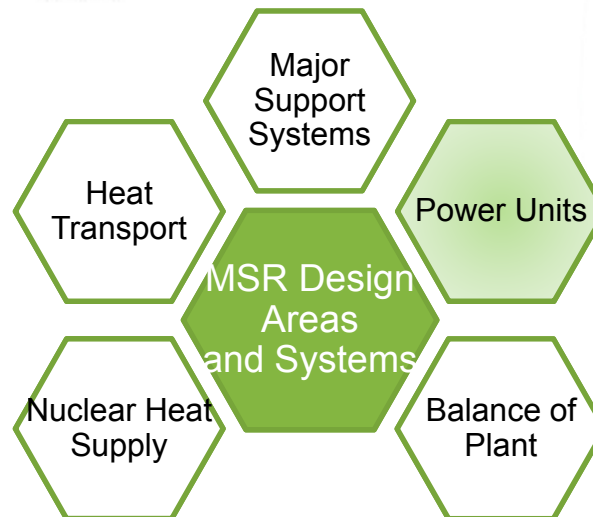 Major
Support
Systems
Heat
Transport
Power Units
MSR Design
Areas
and Systems
Nuclear Heat
Supply
Balance of
Plant